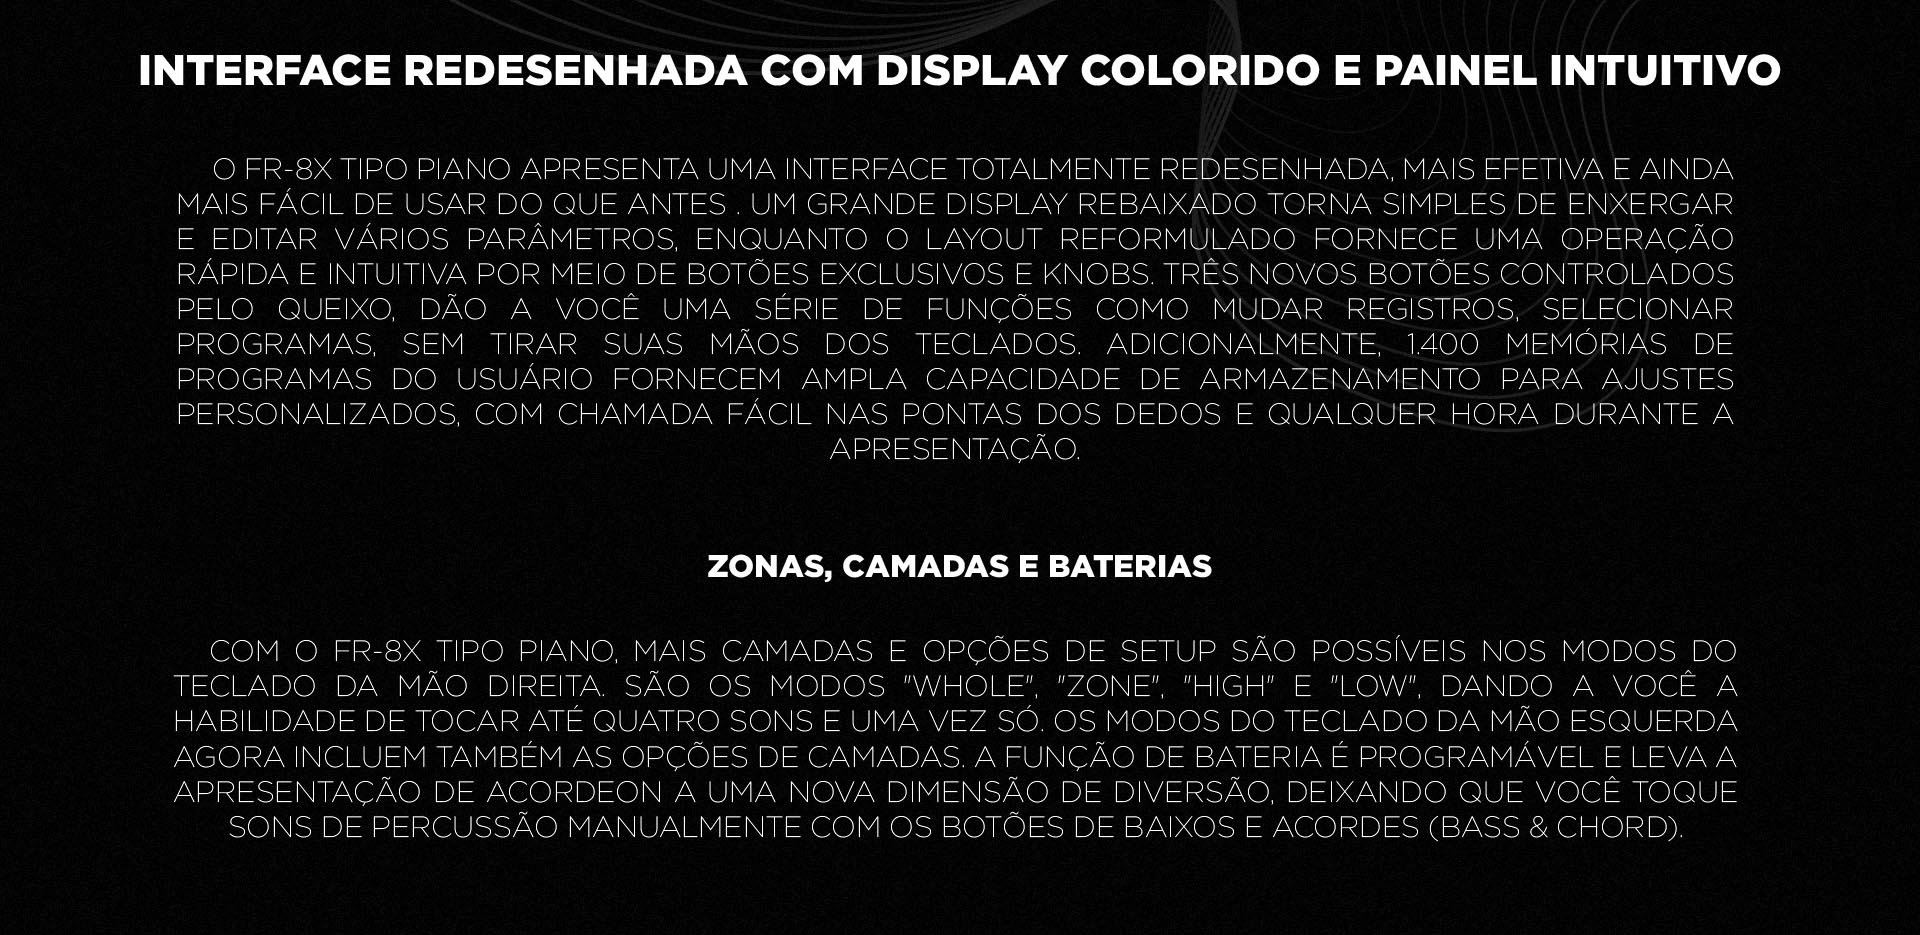 INTERFACE REDESENHADA COM DISPLAY COLORIDO E PAINEL INTUITIVO
O FR-8X TIPO PIANO APRESENTA UMA INTERFACE TOTALMENTE REDESENHADA, MAIS EFETIVA E AINDA
MAIS FÁCIL DE USAR DO QUE ANTES . UM GRANDE DISPLAY REBAIXADO TORNA SIMPLES DE ENXERGAR
E EDITAR VÁRIOS PARÂMETROS, ENQUANTO O LAYOUT REFORMULADO FORNECE UMA OPERAÇÃO
RÁPIDA E INTUITIVA POR MEIO DE BOTÕES EXCLUSIVOS E KNOBS. TRÊS NOVOS BOTÕES CONTROLADOS
PELO QUEIXO, DÃO A VOCÊ UMA SÉRIE DE FUNÇÕES COMO MUDAR REGISTROS, SELECIONAR
PROGRAMAS, SEM TIRAR SUAS MÃOS DOS TECLADOS. ADICIONALMENTE, 1.400 MEMÓRIAS DE
PROGRAMAS DO USUÁRIO FORNECEM AMPLA CAPACIDADE DE ARMAZENAMENTO PARA AJUSTES
PERSONALIZADOS, COM CHAMADA FÁCIL NAS PONTAS DOS DEDOS E QUALQUER HORA DURANTE A
APRESENTAÇÃO.
ZONAS, CAMADAS E BATERIAS
COM O FR-8X TIPO PIANO, MAIS CAMADAS E OPÇÕES DE SETUP SÃO POSSÍVEIS NOS MODOS DO
TECLADO DA MÃO DIREITA. SÃO OS MODOS "WHOLE", "ZONE", "HIGH" E "LOW", DANDO A VOCÊ A
HABILIDADE DE TOCAR ATÉ QUATRO SONS E UMA VEZ SÓ. OS MODOS DO TECLADO DA MÃO ESQUERDA
AGORA INCLUEM TAMBÉM AS OPÇÕES DE CAMADAS. A FUNÇÃO DE BATERIA É PROGRAMÁVEL E LEVA A
APRESENTAÇÃO DE ACORDEON A UMA NOVA DIMENSÃO DE DIVERSÃO, DEIXANDO QUE VOCÊ TOQUE
SONS DE PERCUSSÃO MANUALMENTE COM OS BOTÕES DE BAIXOS E ACORDES (BASS & CHORD).